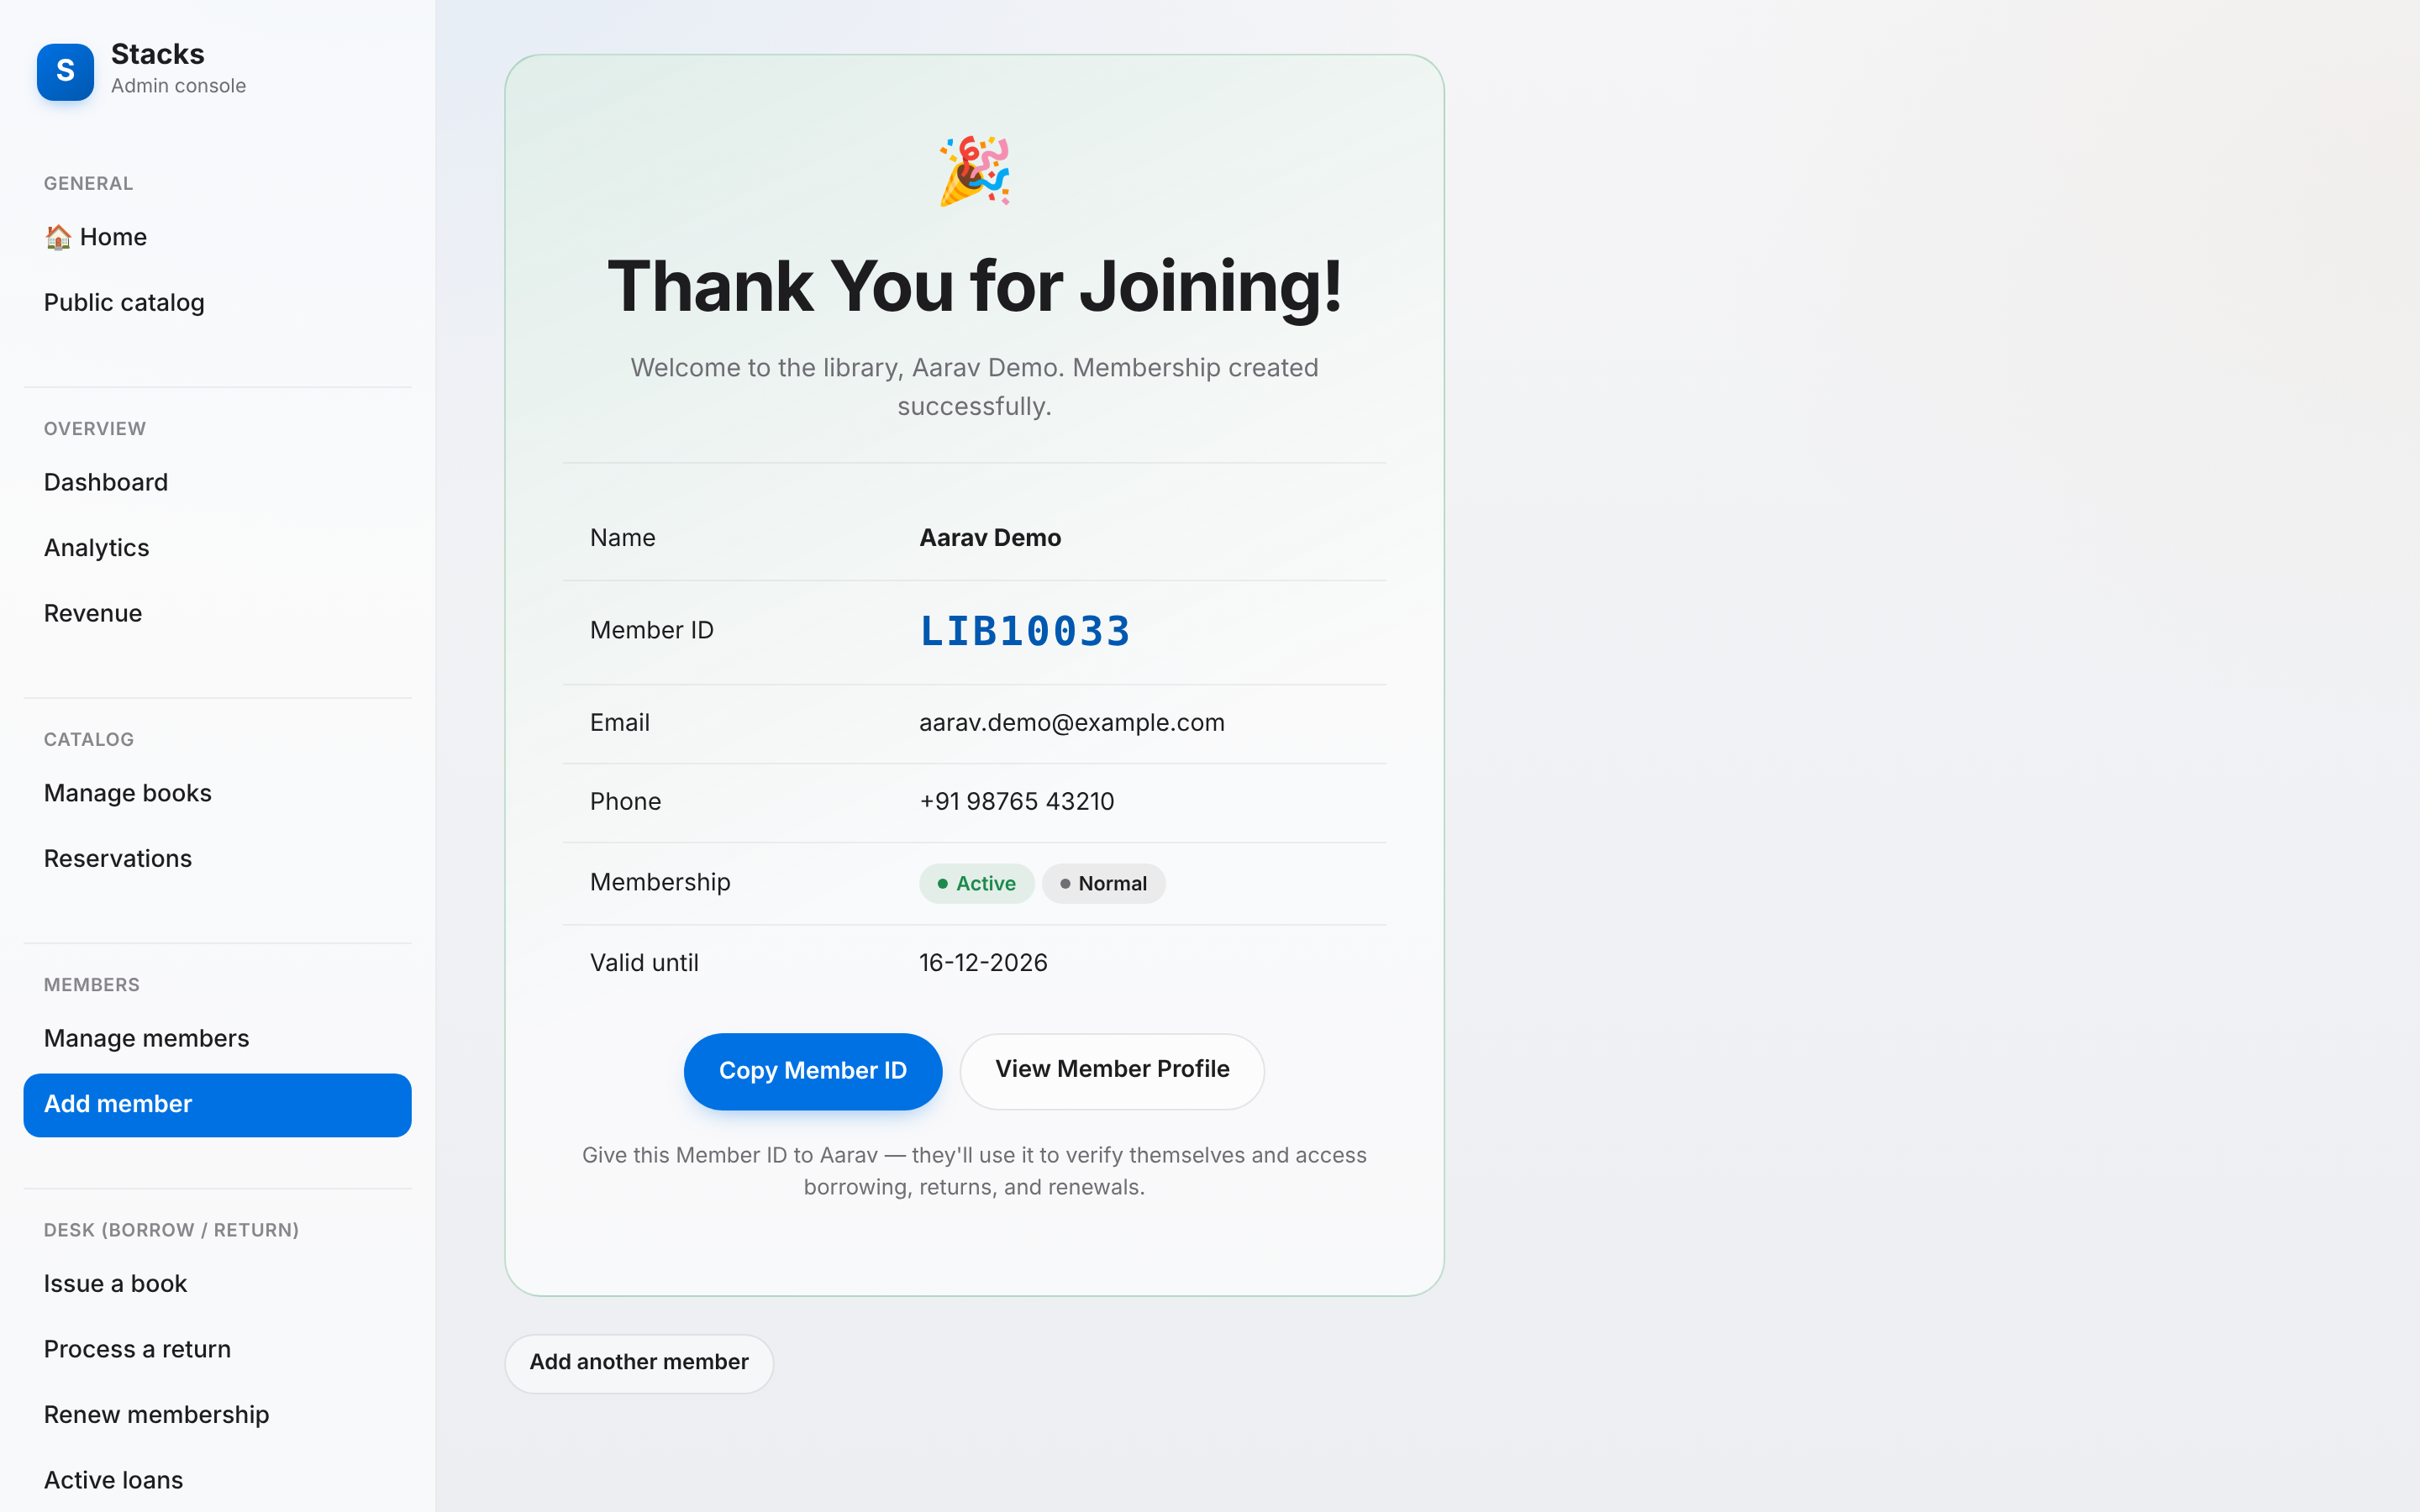 S
Stacks
Admin console
GENERAL
🏠 Home
Public catalog
OVERVIEW
Dashboard
Analytics
Revenue
CATALOG
Manage books
Reservations
MEMBERS
Manage members
Add member
DESK (BORROW / RETURN)
Issue a book
Process a return
Renew membership
Active loans
Thank You for Joining!
Welcome to the library, Aarav Demo. Membership created
successfully.
Name Aarav Demo
Member ID LIB10033
Email aarav.demo@example.com
Phone +91 98765 43210
Membership Active Normal
Valid until 16-12-2026
Copy Member ID View Member Profile
Give this Member ID to Aarav — they'll use it to verify themselves and access
borrowing, returns, and renewals.
Add another member